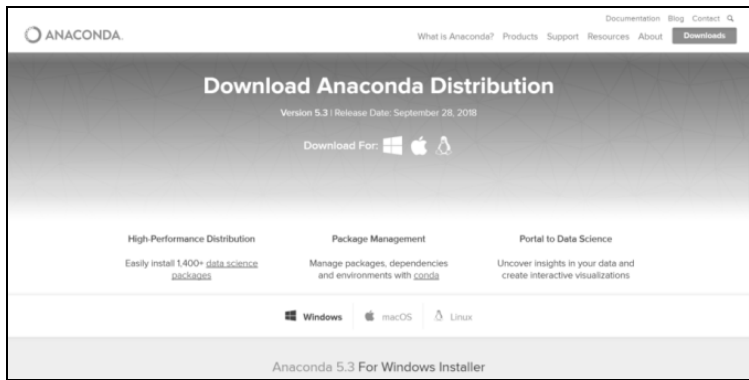 Documentation Blog Contact
ANACONDA.
What is Anaconda? Products Support Resources About Downloads
Download Anaconda Distribution
Version 5.3 | Release Date: September 28, 2018
Download For:
High-Performance Distribution
Easily install 1,400+ data science
packages
Package Management
Manage packages, dependencies
and environments with conda
Portal to Data Science
Uncover insights in your data and
create interactive visualizations
Windows macOS Linux
Anaconda 5.3 For Windows Installer